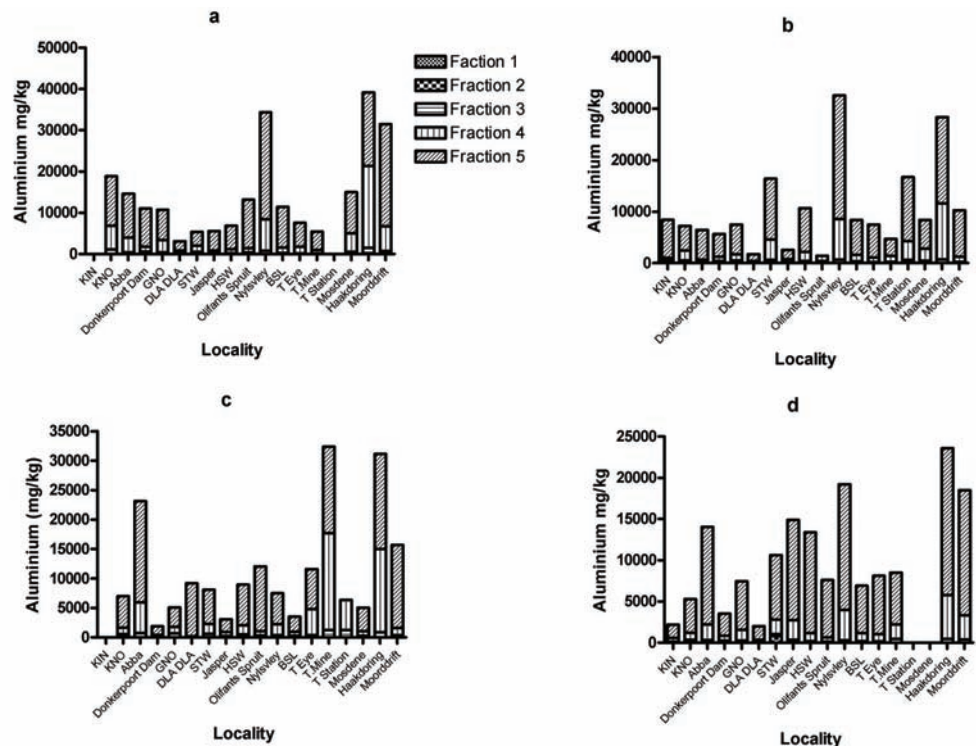 a
Aluminium mg/kg
50000
40000
30000
20000
10000
0
KIN
KNO
Abba
Donkerpoort Dam
GNO
DLA DLA
STW
Jasper
HSW
Olifants Spruit
Nylsvley
BSL
T Eye
T.Mine
T Station
Mosdene
Haakdoring
Moorddrift
Locality
Faction 1
Fraction 2
Fraction 3
Fraction 4
Fraction 5
b
Aluminium mg/kg
40000
30000
20000
10000
0
KIN
KNO
Abba
Donkerpoort Dam
GNO
DLA DLA
STW
Jasper
HSW
Olifants Spruit
Nylsvley
BSL
T Eye
T.Mine
T Station
Mosdene
Haakdoring
Moorddrift
Locality
c
Aluminium (mg/kg)
35000
30000
25000
20000
15000
10000
5000
0
KIN
KNO
Abba
Donkerpoort Dam
GNO
DLA DLA
STW
Jasper
HSW
Olifants Spruit
Nylsvley
BSL
T Eye
T.Mine
T Station
Mosdene
Haakdoring
Moorddrift
Locality
d
Aluminium mg/kg
25000
20000
15000
10000
5000
0
KIN
KNO
Abba
Donkerpoort Dam
GNO
DLA DLA
STW
Jasper
HSW
Olifants Spruit
Nylsvley
BSL
T Eye
T.Mine
T Station
Mosdene
Haakdoring
Moorddrift
Locality